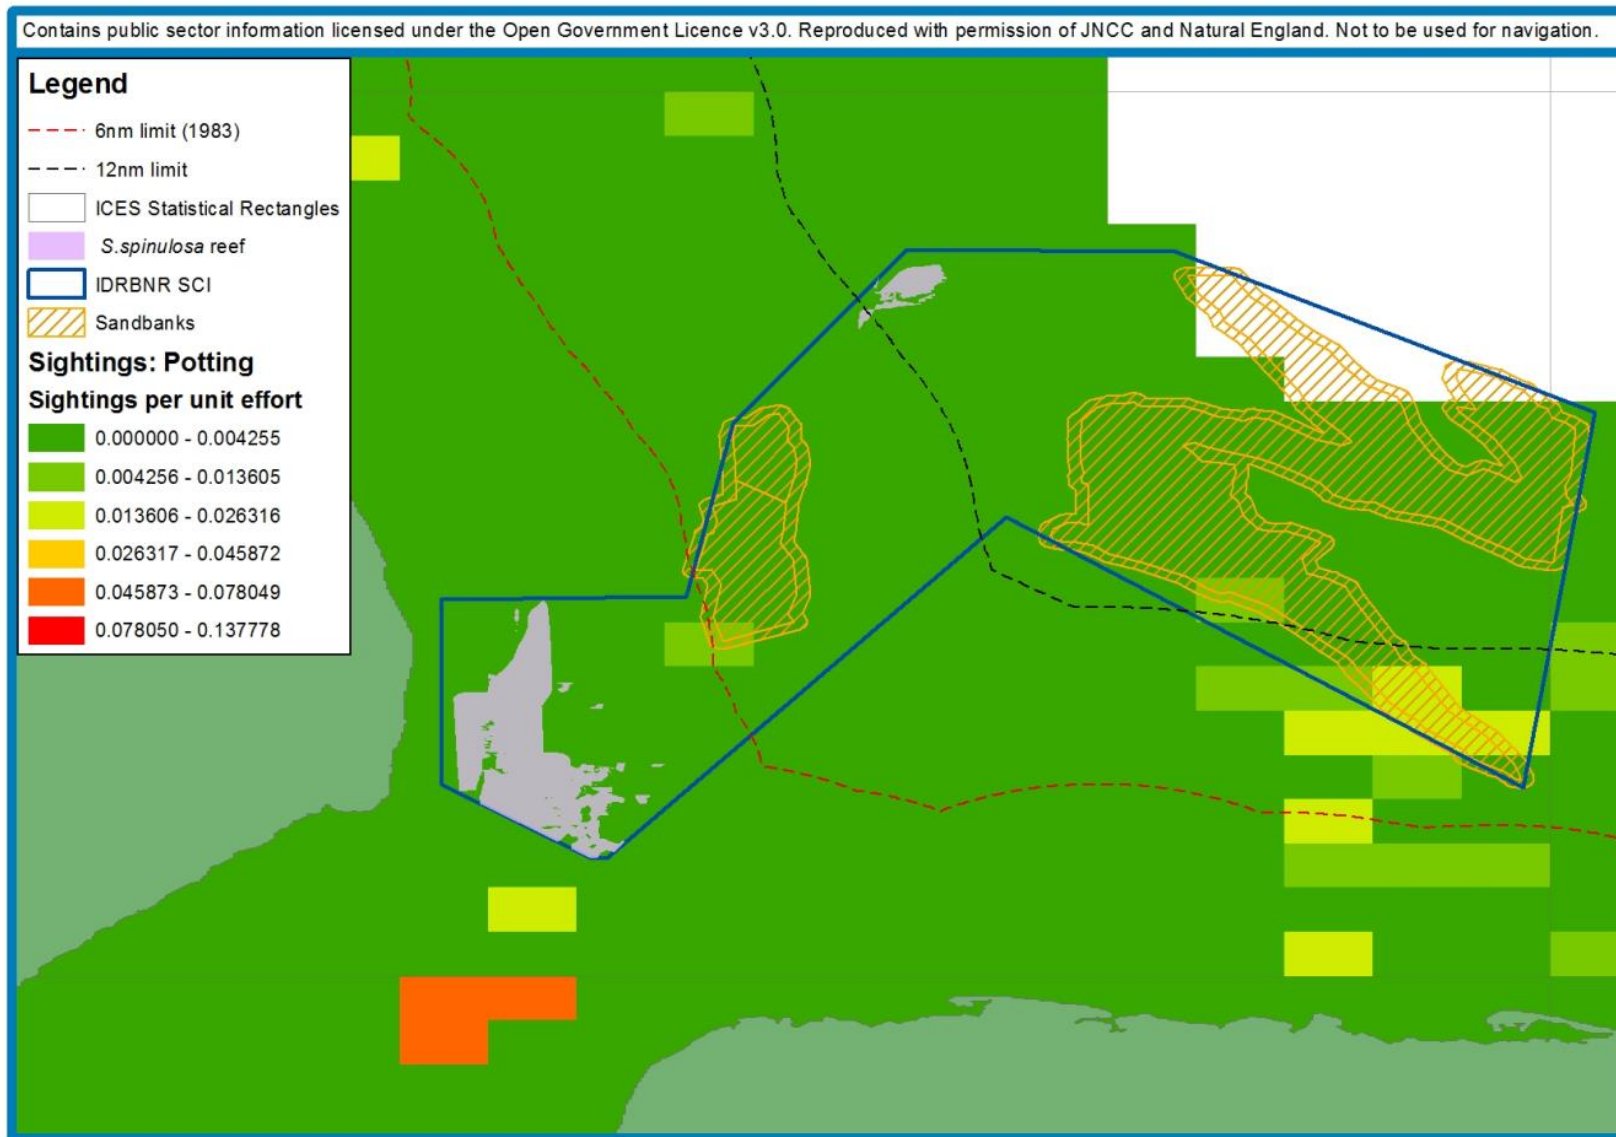 Contains public sector information licensed under the Open Government Licence v3.0. Reproduced with permission of JNCC and Natural England. Not to be used for navigation.
Legend
6nm limit (1983)
12nm limit
ICES Statistical Rectangles
S.spinulosa reef
IDRBNR SCI
Sandbanks
Sightings: Potting
Sightings per unit effort
0.000000 - 0.004255
0.004256 - 0.013605
0.013606 - 0.026316
0.026317 - 0.045872
0.045873 - 0.078049
0.078050 - 0.137778